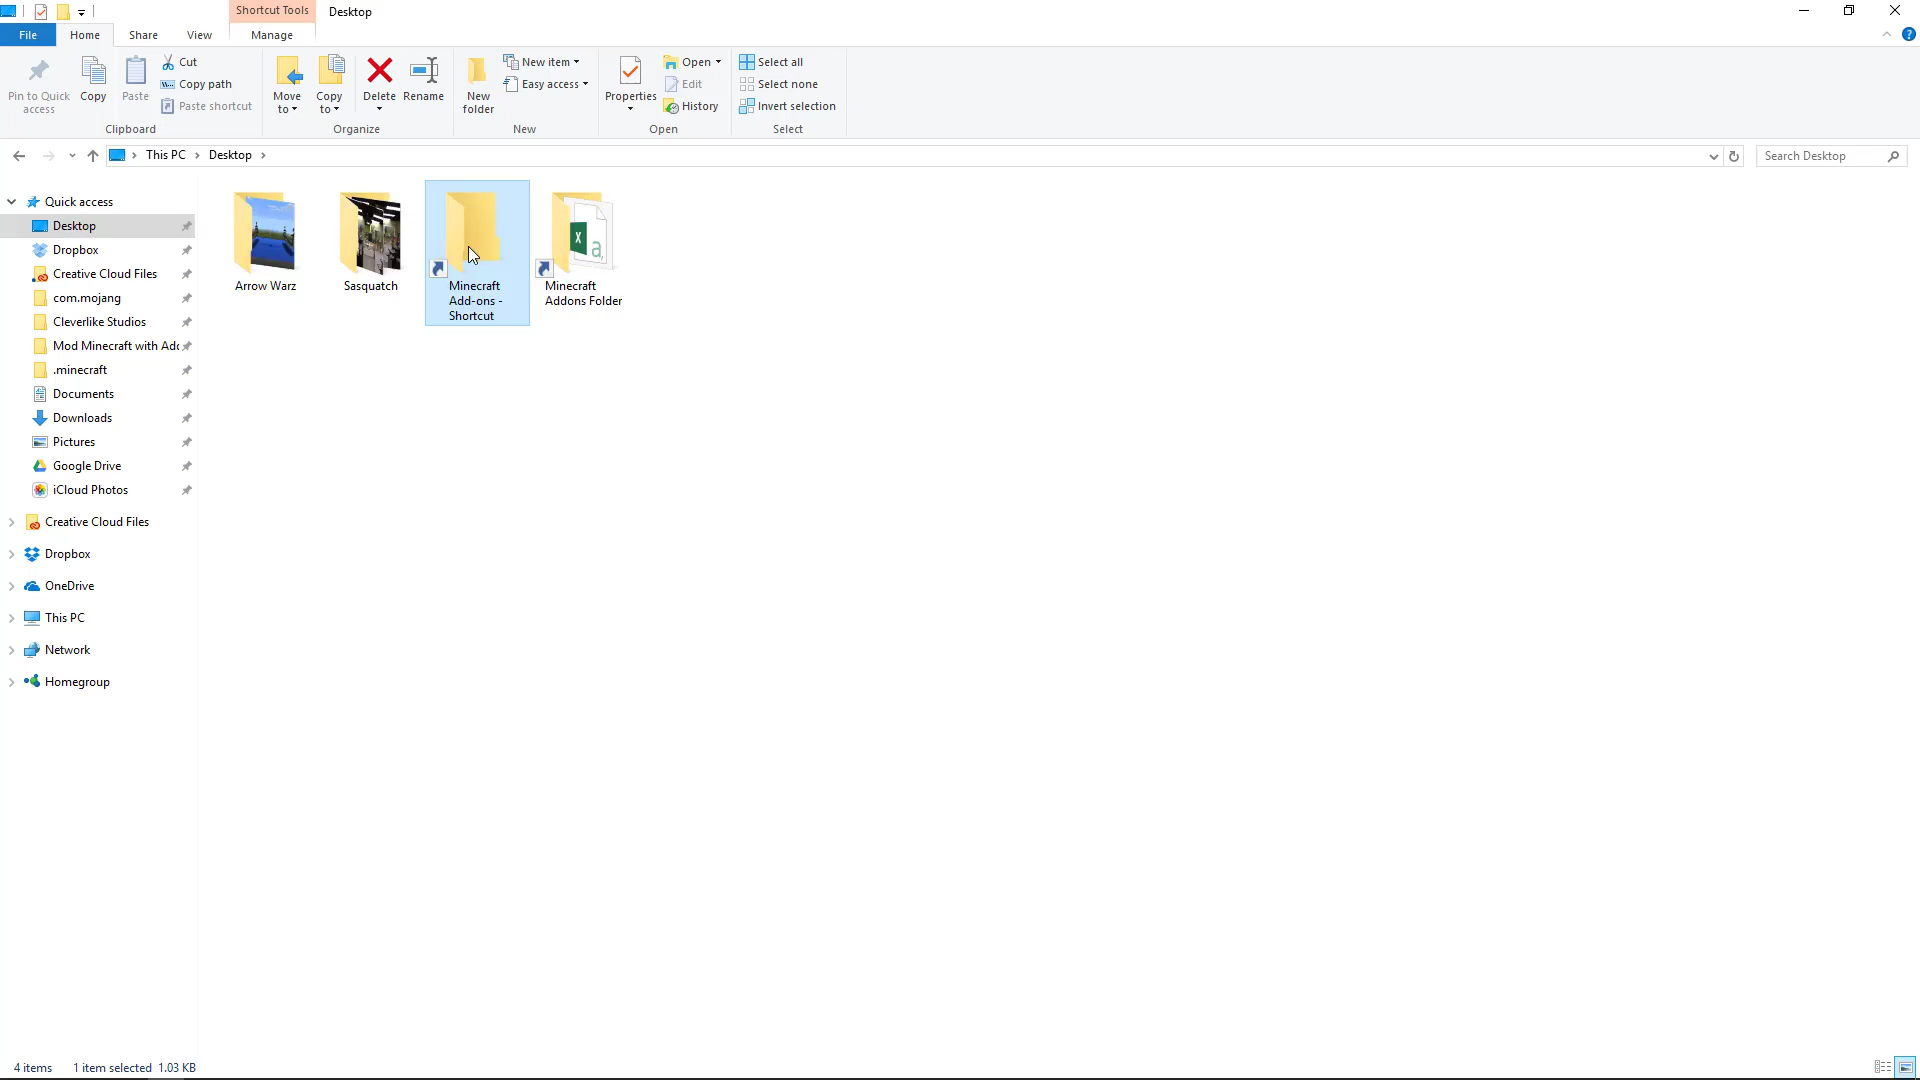 Shortcut Tools
Desktop
File
Home
Share
View
Manage
Pin to Quick
access
Copy
Paste
Cut
Copy path
Paste shortcut
Clipboard
Move
to
Copy
to
Delete
Rename
Organize
New
folder
New item
Easy access
New
Properties
Open
Edit
History
Open
Select all
Select none
Invert selection
Select
This PC
Desktop
Search Desktop
Quick access
Desktop
Dropbox
Creative Cloud Files
com.mojang
Cleverlike Studios
Mod Minecraft with Adc
.minecraft
Documents
Downloads
Pictures
Google Drive
iCloud Photos
Creative Cloud Files
Dropbox
OneDrive
This PC
Network
Homegroup
Arrow Warz
Sasquatch
Minecraft
Add-ons -
Shortcut
X
a,
Minecraft
Addons Folder
4 items
1 item selected 1.03 KB